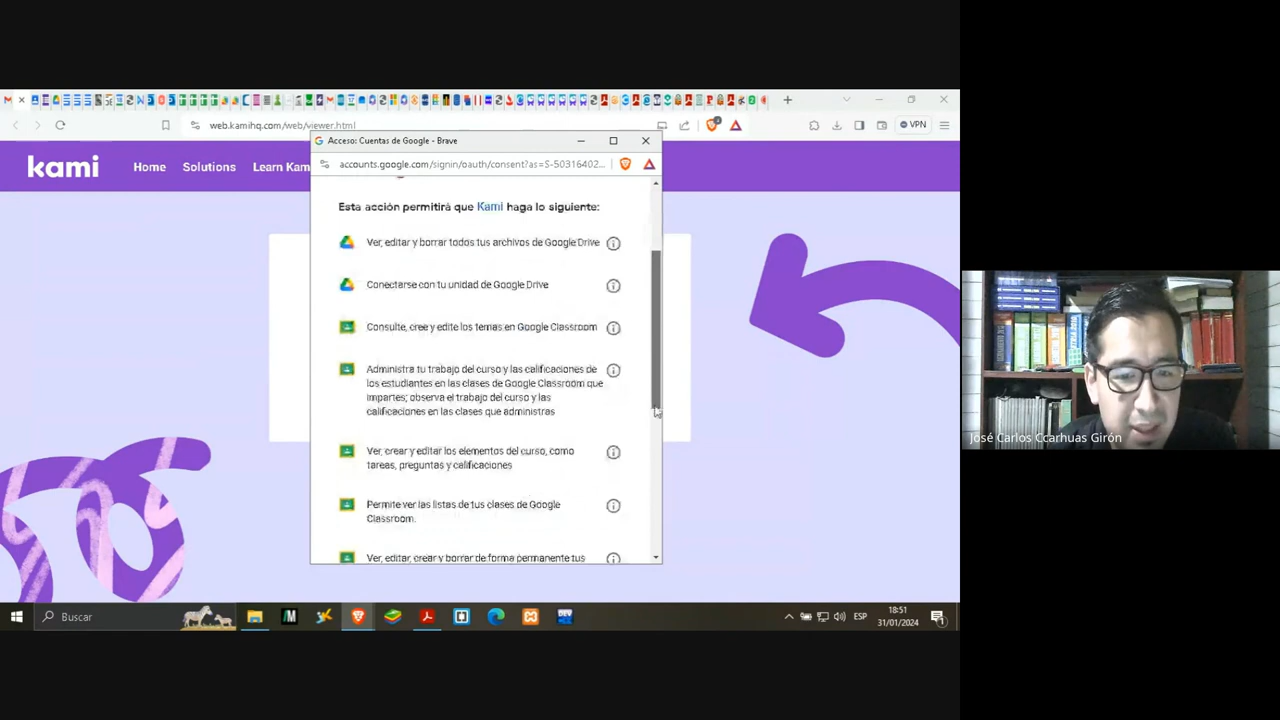 web.kamihq.com/web/viewer.html
VPN
kami
Home
Solutions
Learn Kam
Acceso: Cuentas de Google - Brave
accounts.google.com/signin/oauth/consent?as=S-50316402...
Esta acción permitirá que Kami haga lo siguiente:
Ver, editar y borrar todos tus archivos de Google Drive
Conectarse con tu unidad de Google Drive
Consulte, cree y edite los temas en Google Classroom
Administra tu trabajo del curso y las calificaciones de
los estudiantes en las clases de Google Classroom que
impartes; observa el trabajo del curso y las
calificaciones en las clases que administras
Ver, crear y editar los elementos del curso, como
tareas, preguntas y calificaciones
Permite ver las listas de tus clases de Google
Classroom.
Ver, editar, crear y borrar de forma permanente tus
José Carlos Ccarhuas Girón
Buscar
DEV
ESP
18:51
31/01/2024